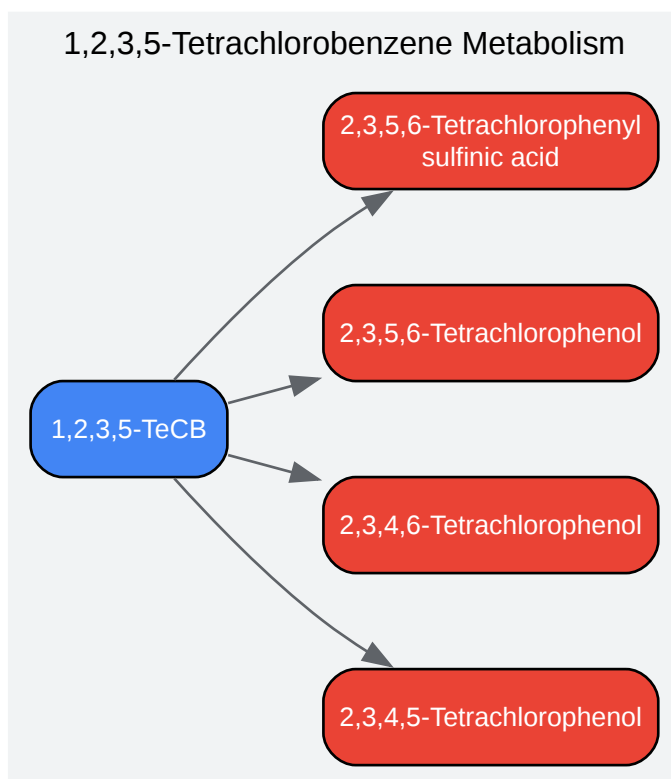 1,2,3,5-Tetrachlorobenzene Metabolism
2,3,5,6-Tetrachlorophenyl
sulfinic acid
2,3,5,6-Tetrachlorophenol
1,2,3,5-TeCB
2,3,4,6-Tetrachlorophenol
2,3,4,5-Tetrachlorophenol